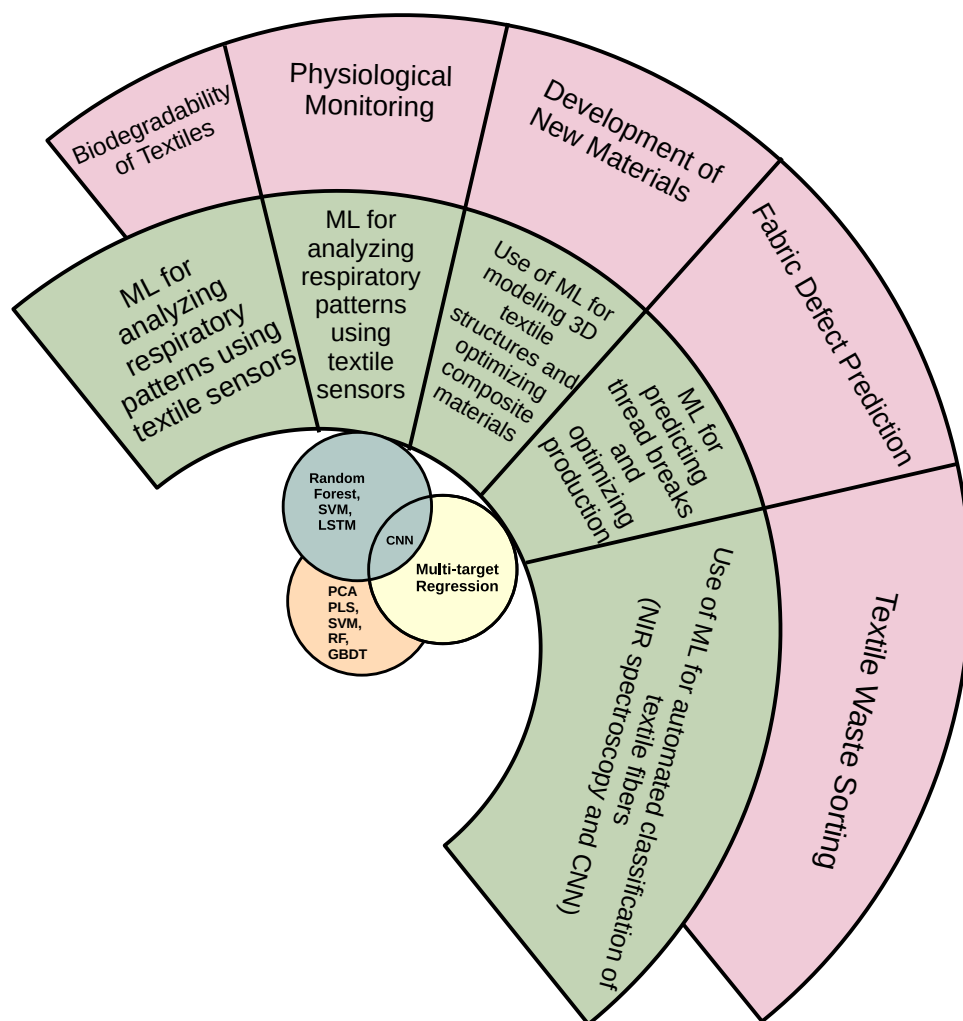 Biodegradability
of Textiles
Physiological
Monitoring
Development of
New Materials
Fabric Defect Prediction
Textile Waste Sorting
ML for
analyzing
respiratory
patterns using
textile sensors
ML for
analyzing
respiratory
patterns
using
textile
sensors
Use of ML for
modeling 3D
textile
structures and
optimizing
composite
materials
ML for
predicting
thread breaks
and
optimizing
production
Use of ML for automated classification of
textile fibers
(NIR spectroscopy and CNN)
Random
Forest,
SVM,
LSTM
CNN
Multi-target
Regression
PCA
PLS,
SVM,
RF,
GBDT